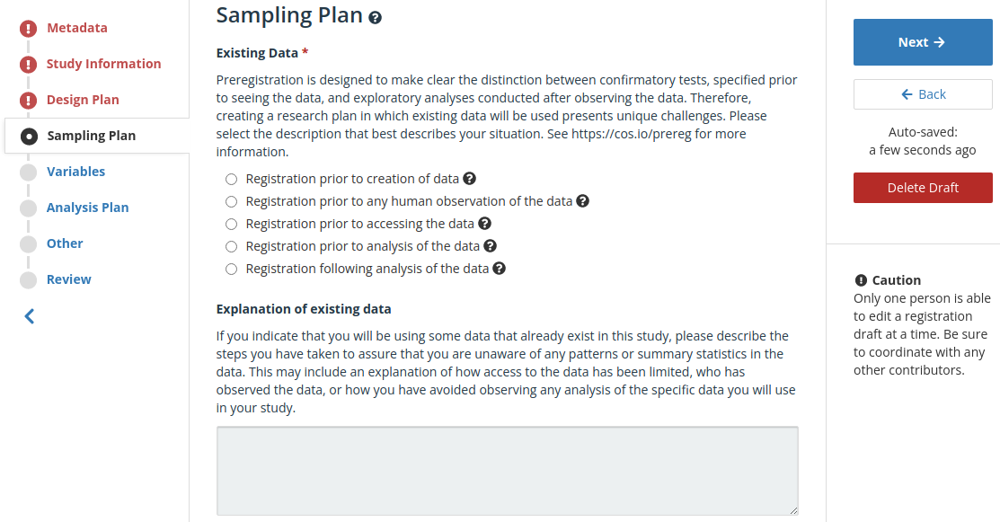 Metadata
Study Information
Design Plan
Sampling Plan
Variables
Analysis Plan
Other
Review
Sampling Plan
Existing Data *
Preregistration is designed to make clear the distinction between confirmatory tests, specified prior
to seeing the data, and exploratory analyses conducted after observing the data. Therefore,
creating a research plan in which existing data will be used presents unique challenges. Please
select the description that best describes your situation. See https://cos.io/prereg for more
information.
Registration prior to creation of data
Registration prior to any human observation of the data
Registration prior to accessing the data
Registration prior to analysis of the data
Registration following analysis of the data
Explanation of existing data
If you indicate that you will be using some data that already exist in this study, please describe the
steps you have taken to assure that you are unaware of any patterns or summary statistics in the
data. This may include an explanation of how access to the data has been limited, who has
observed the data, or how you have avoided observing any analysis of the specific data you will use
in your study.
Next
Back
Auto-saved:
a few seconds ago
Delete Draft
Caution
Only one person is able
to edit a registration
draft at a time. Be sure
to coordinate with any
other contributors.